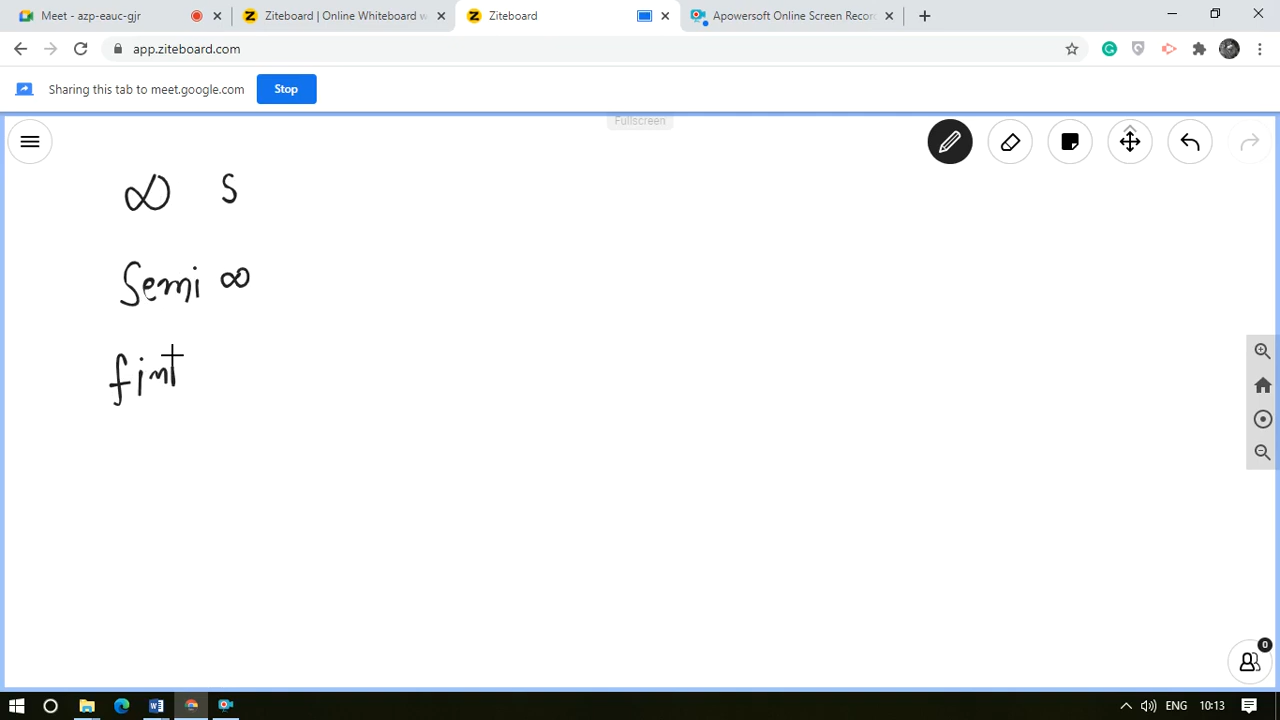 Meet - azp-eauc-gjr
Ziteboard | Online Whiteboard w
Ziteboard
Apowersoft Online Screen Recor
app.ziteboard.com
Sharing this tab to meet.google.com Stop
Fullscreen
∞ S
Semi ∞
fint
0
ENG 10:13